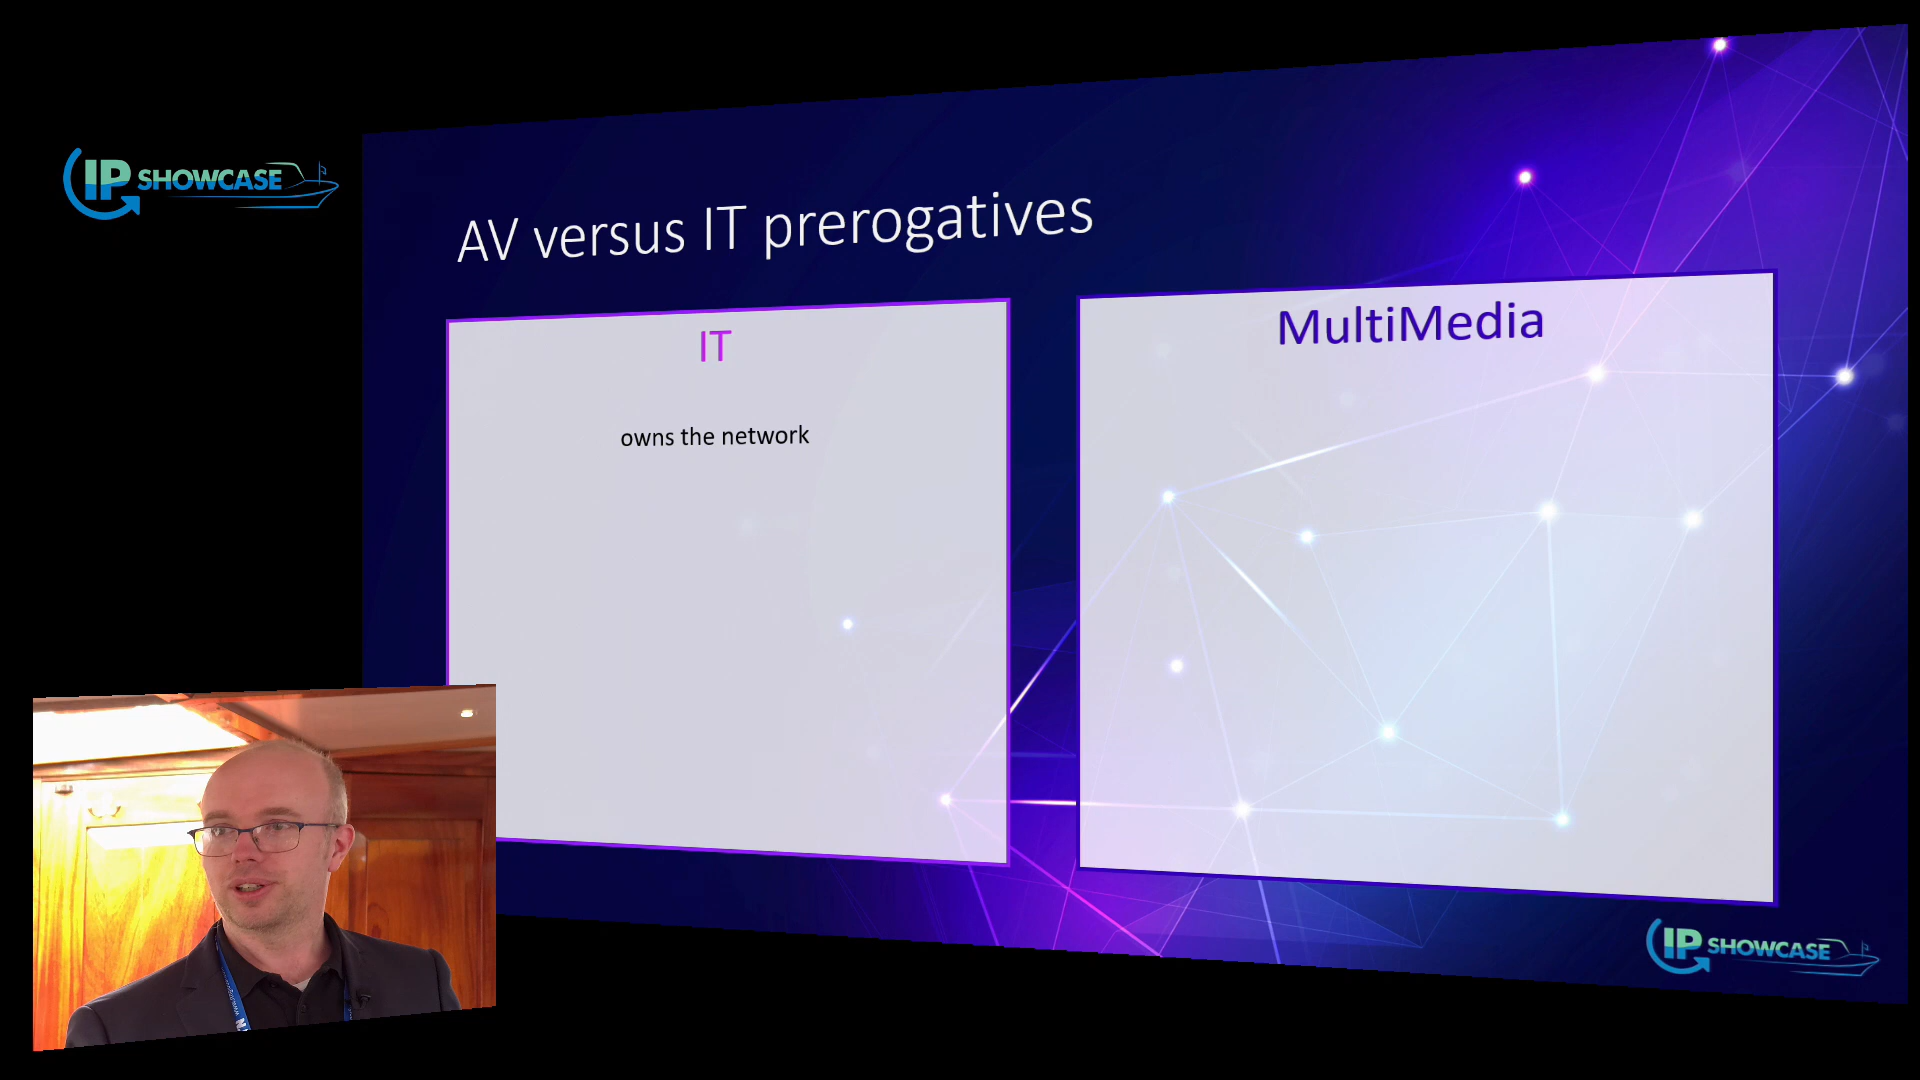 IP SHOWCASE
AV versus IT prerogatives
IT
owns the network
MultiMedia
IP SHOWCASE